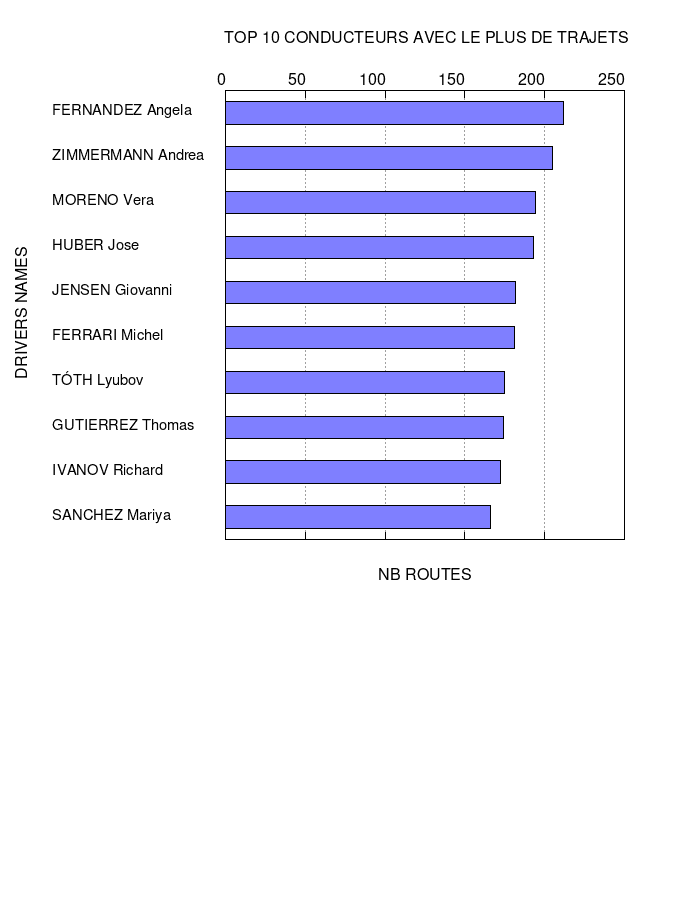 TOP 10 CONDUCTEURS AVEC LE PLUS DE TRAJETS
0 50 100 150 200 250
FERNANDEZ Angela
ZIMMERMANN Andrea
MORENO Vera
HUBER Jose
JENSEN Giovanni
FERRARI Michel
TÓTH Lyubov
GUTIERREZ Thomas
IVANOV Richard
SANCHEZ Mariya
DRIVERS NAMES
NB ROUTES